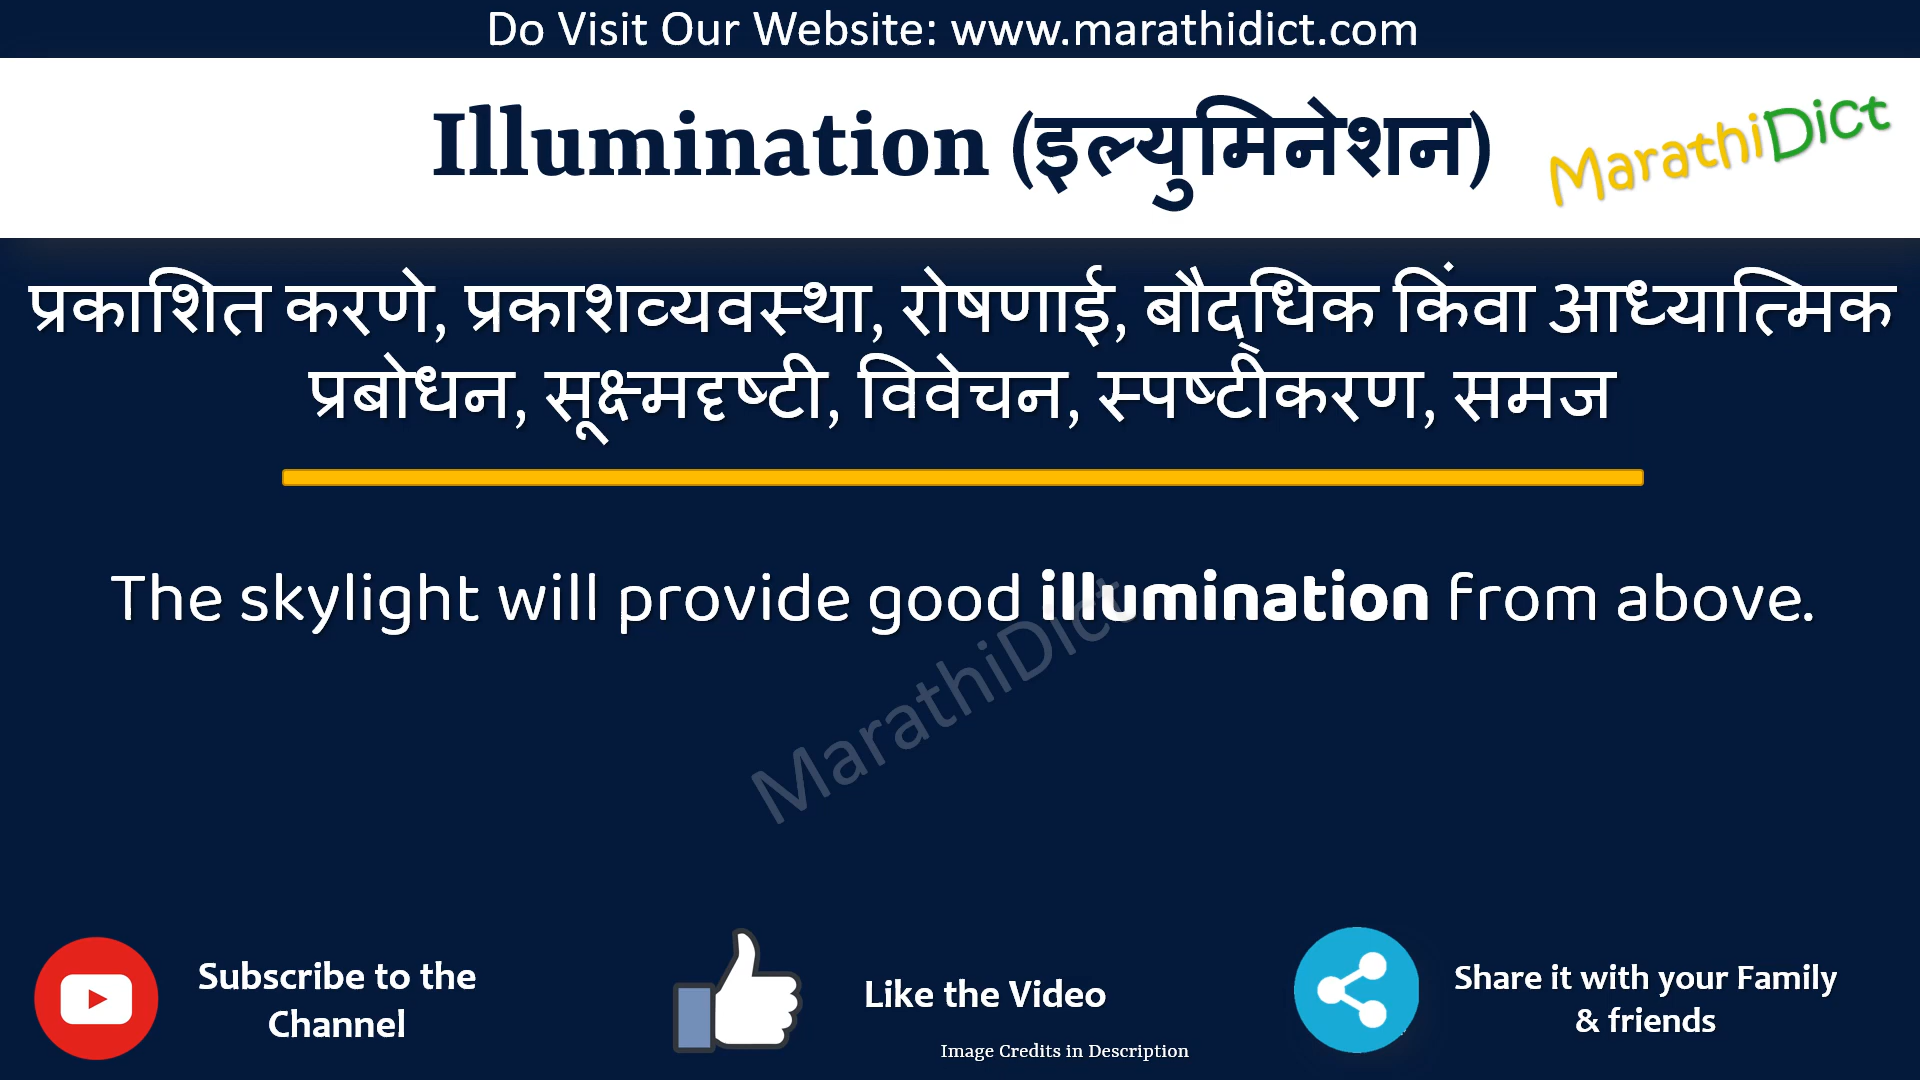 Do Visit Our Website: www.marathidict.com
Illumination (इल्युमिनेशन)
MarathiDict
प्रकाशित करणे, प्रकाशव्यवस्था, रोषणाई, बौद्धिक किंवा आध्यात्मिक
प्रबोधन, सूक्ष्मदृष्टी, विवेचन, स्पष्टीकरण, समज
The skylight will provide good illumination from above.
MarathiDict
Subscribe to the
Channel
Like the Video
Share it with your Family
& friends
Image Credits in Description